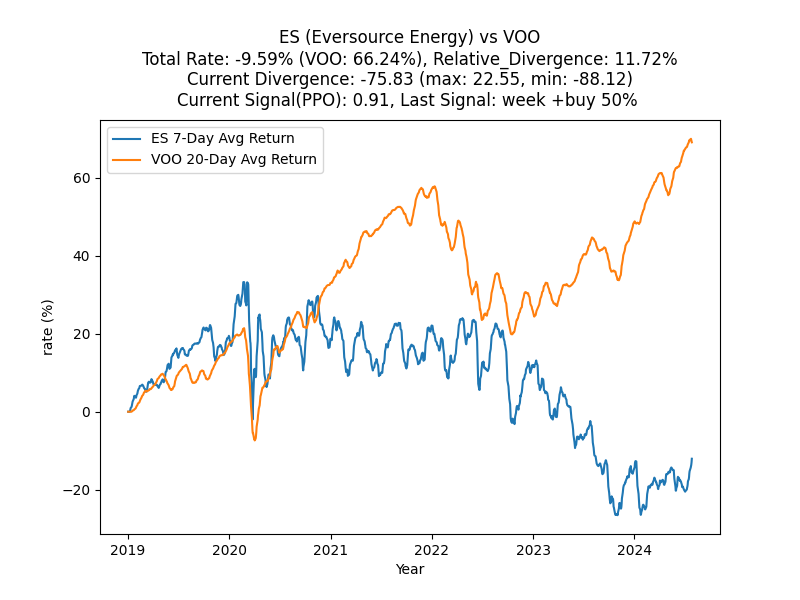 ES (Eversource Energy) vs VOO
Total Rate: -9.59% (VOO: 66.24%), Relative_Divergence: 11.72%
Current Divergence: -75.83 (max: 22.55, min: -88.12)
Current Signal(PPO): 0.91, Last Signal: week +buy 50%
ES 7-Day Avg Return
VOO 20-Day Avg Return
rate (%)
60
40
20
0
−20
2019 2020 2021 2022 2023 2024
Year